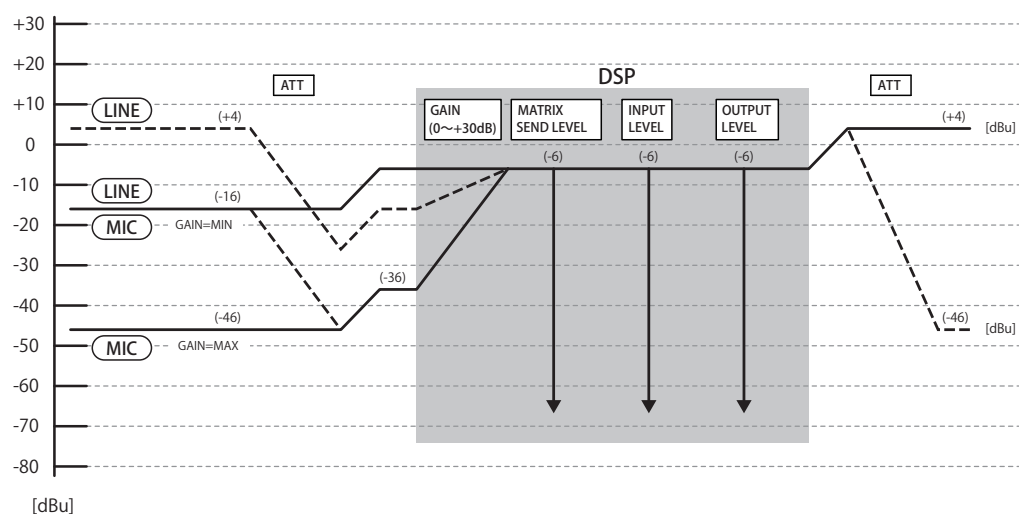 +30
+20
+10
0
-10
-20
-30
-40
-50
-60
-70
-80
[dBu]
DSP
ATT
ATT
GAIN
(0~+30dB)
MATRIX
SEND LEVEL
INPUT
LEVEL
OUTPUT
LEVEL
LINE
(+4)
(+4)
[dBu]
(-6)
(-6)
(-6)
LINE
(-16)
MIC
GAIN=MIN
(-36)
(-46)
(-46)
[dBu]
MIC
GAIN=MAX